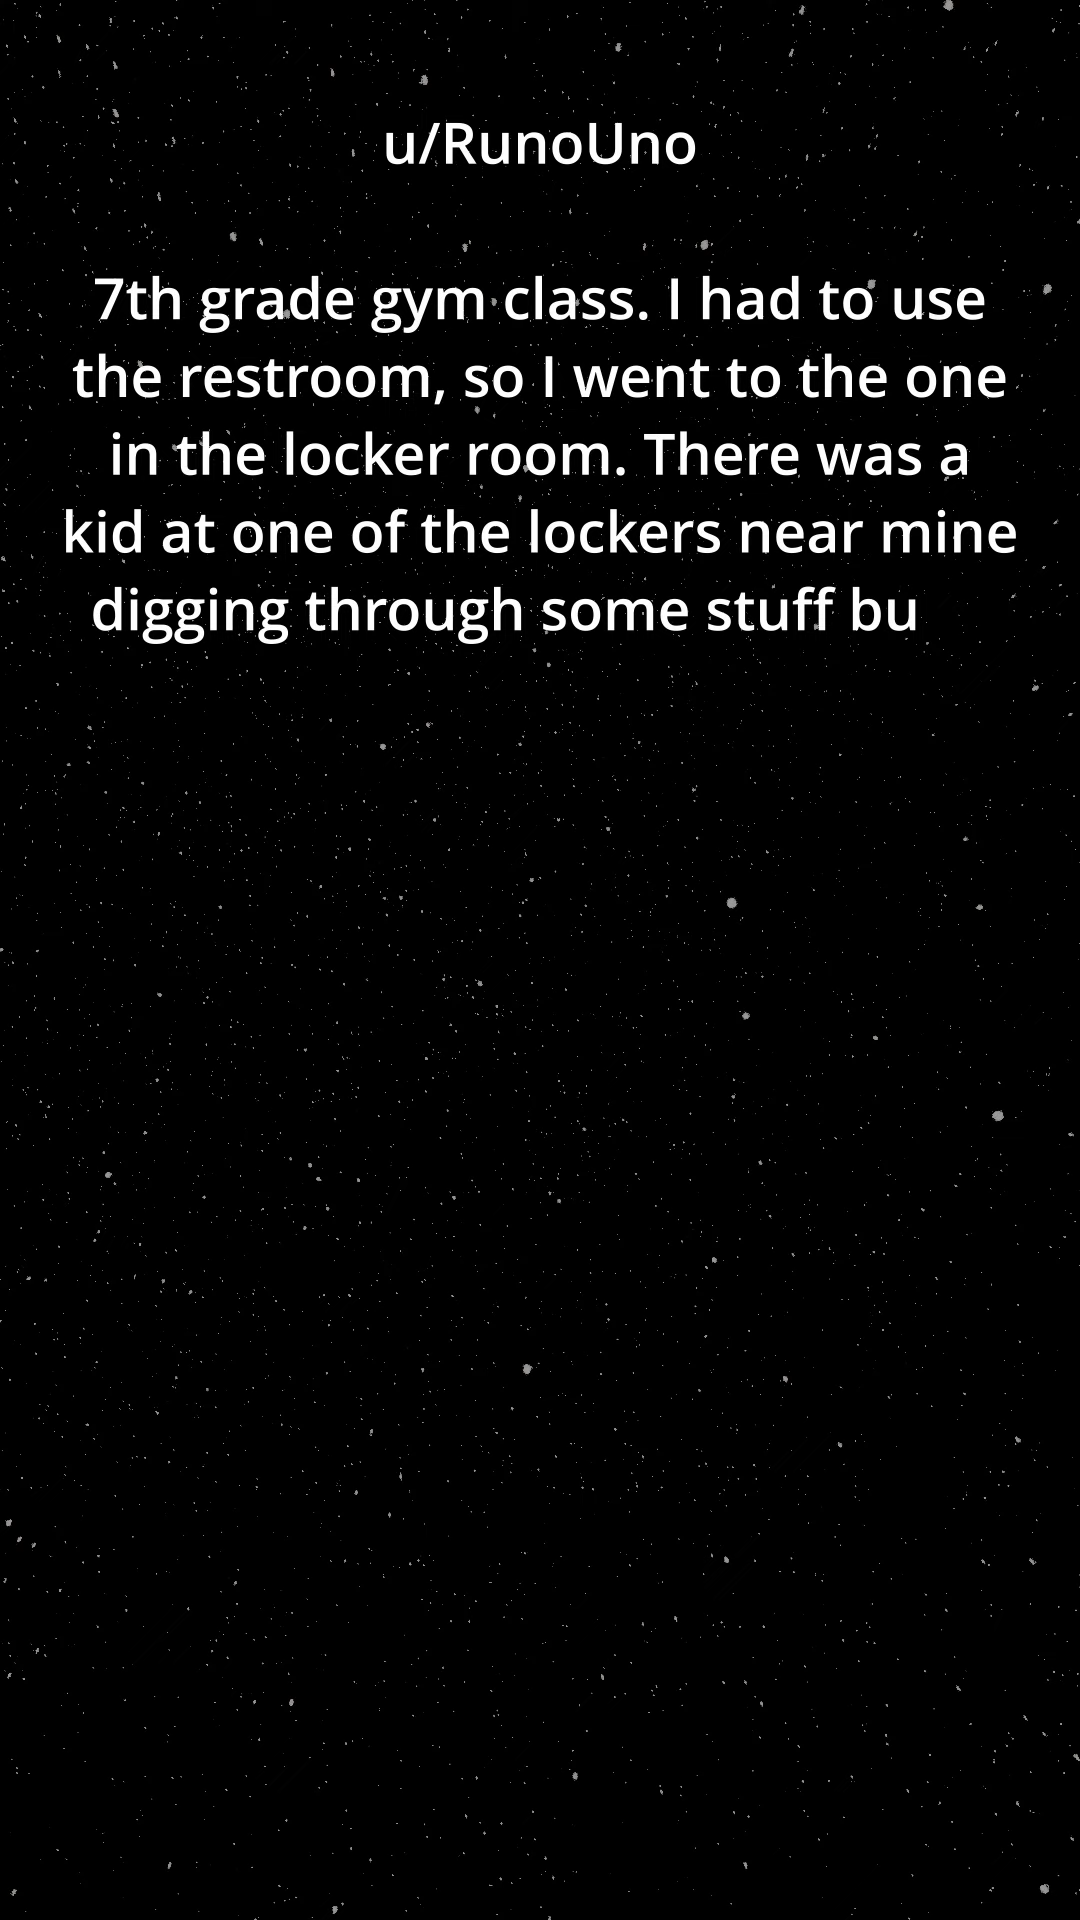 u/RunoUno
7th grade gym class. I had to use
the restroom, so I went to the one
in the locker room. There was a
kid at one of the lockers near mine
digging through some stuff bu